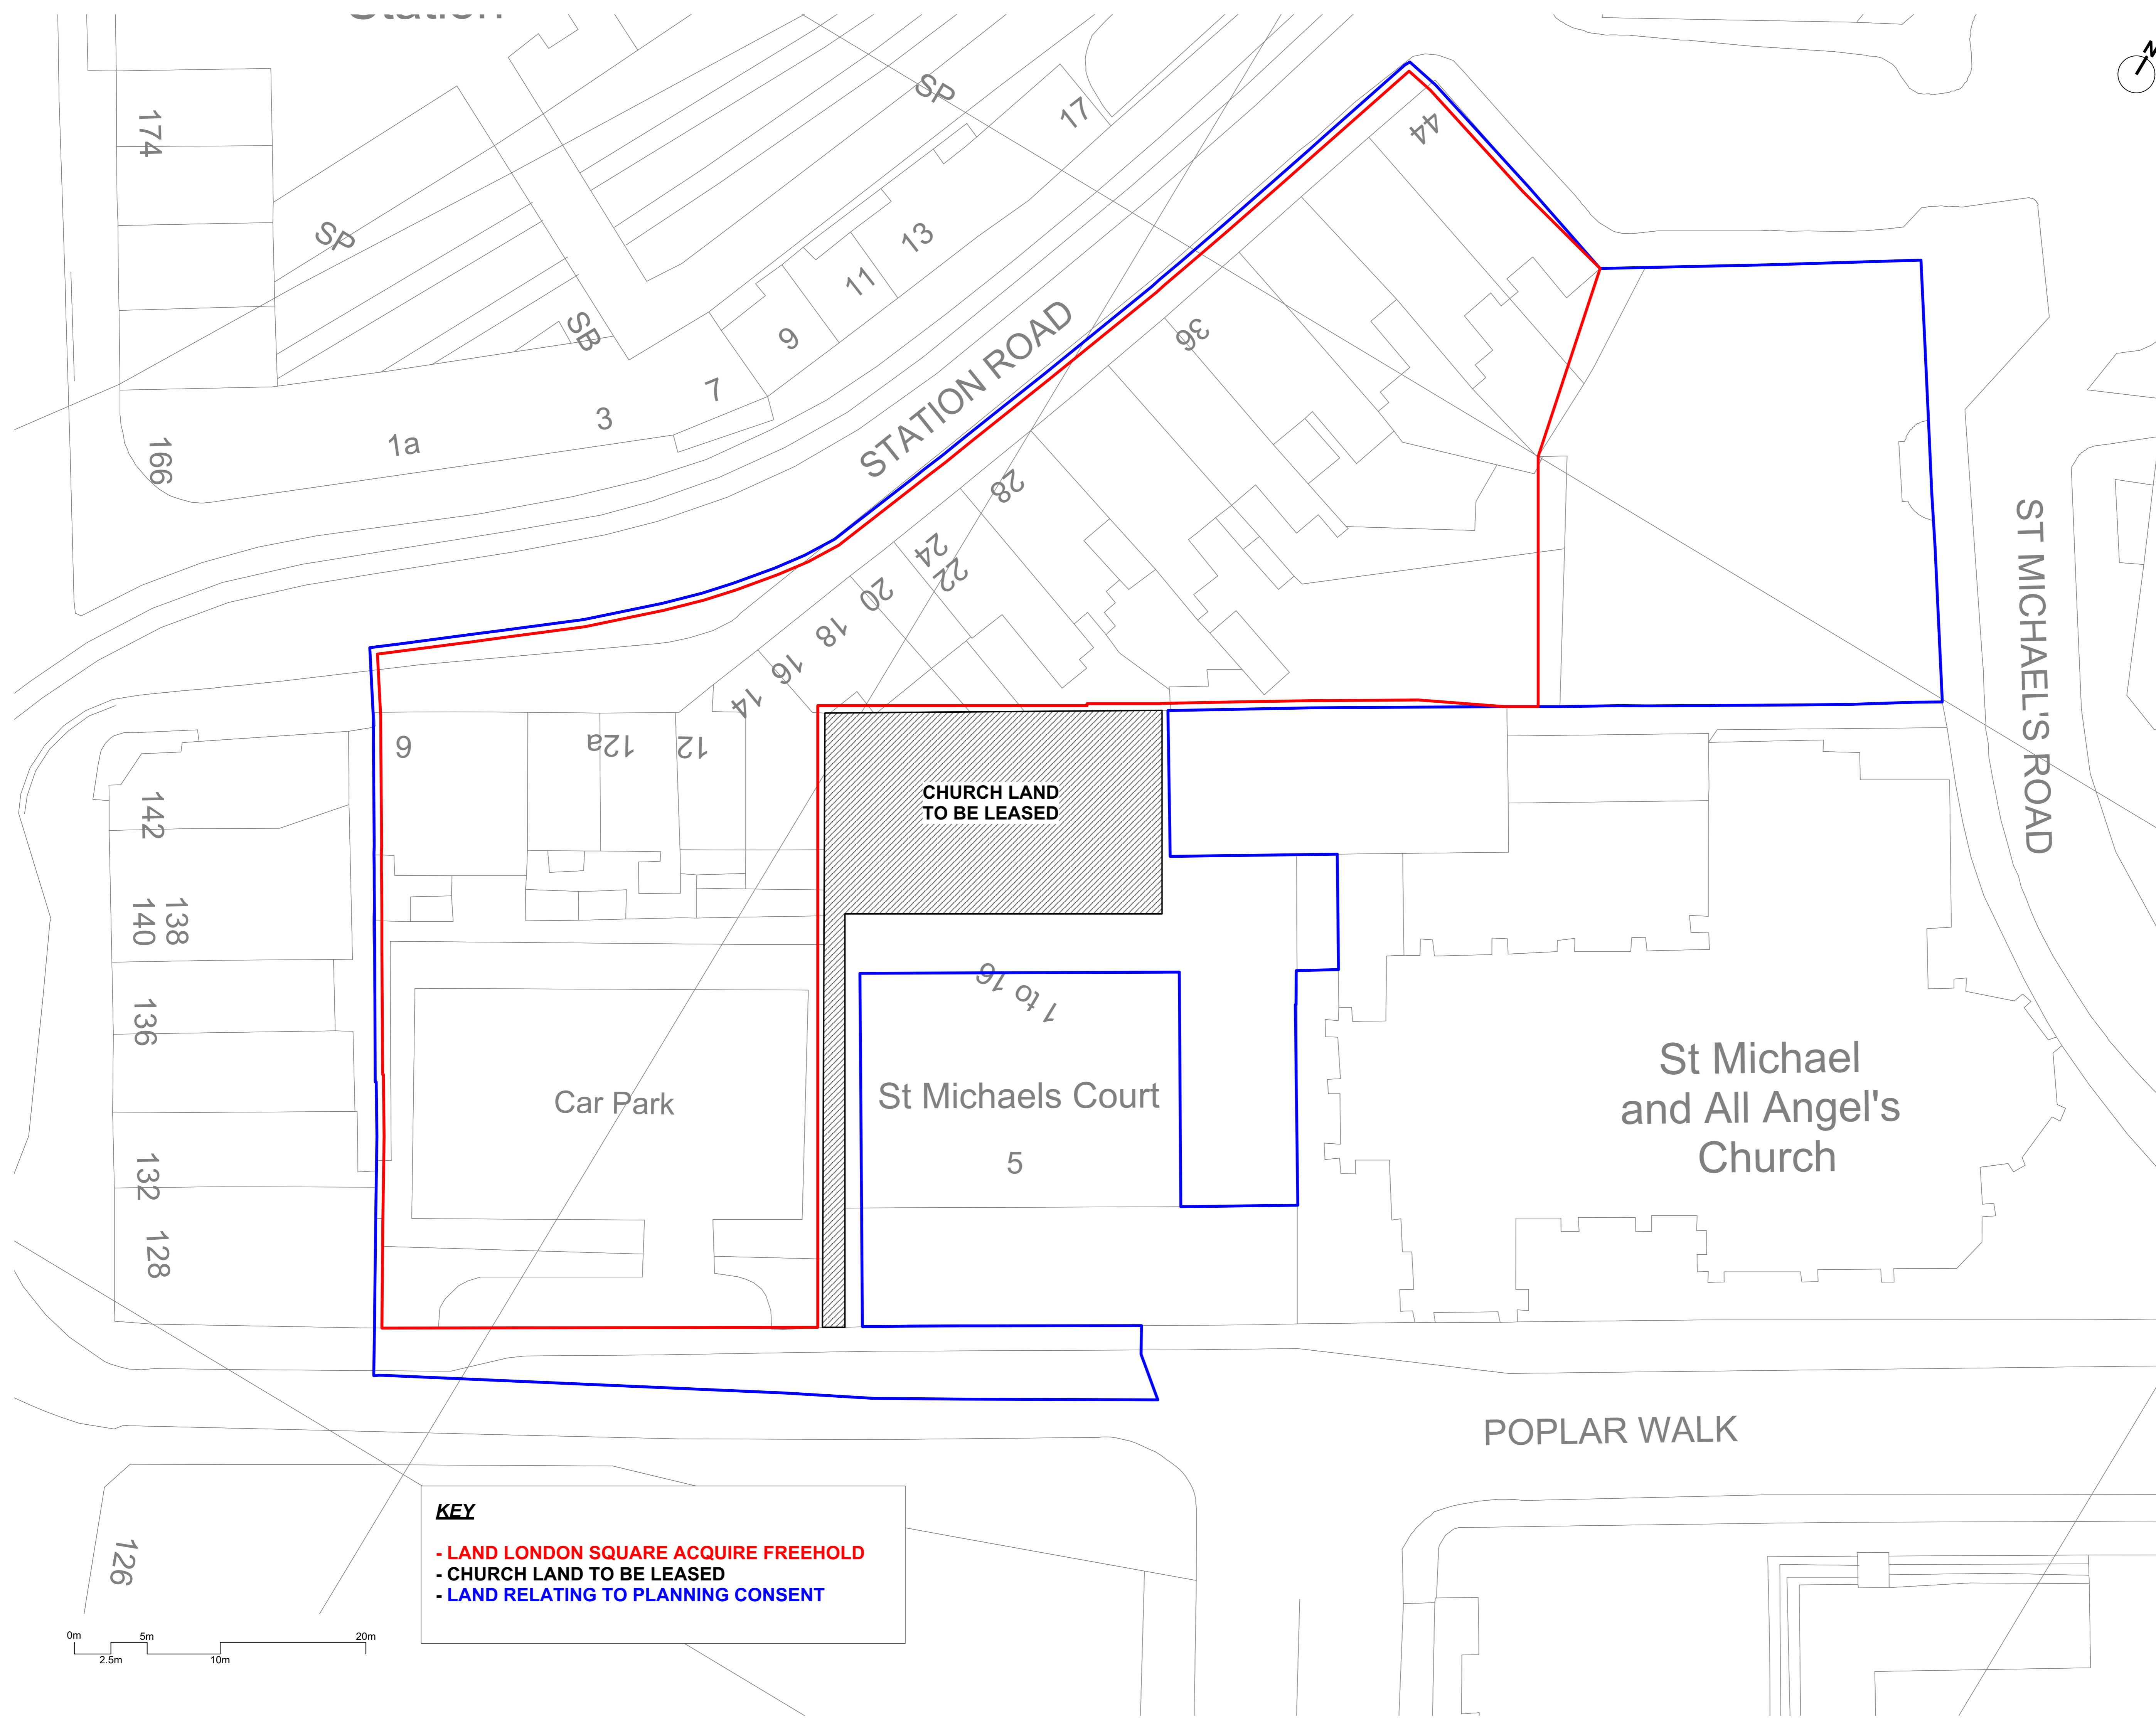 Station
N
174
SP
SP
17
44
13
11
9
SB
7
3
1a
166
STATION ROAD
36
28
24
22
20
18
16
14
ST MICHAEL'S ROAD
6
12a
12
CHURCH LAND
TO BE LEASED
142
138
140
136
132
128
1 to 16
Car Park
St Michaels Court
5
St Michael
and All Angel's
Church
POPLAR WALK
126
KEY
- LAND LONDON SQUARE ACQUIRE FREEHOLD
- CHURCH LAND TO BE LEASED
- LAND RELATING TO PLANNING CONSENT
0m 5m 20m
2.5m 10m